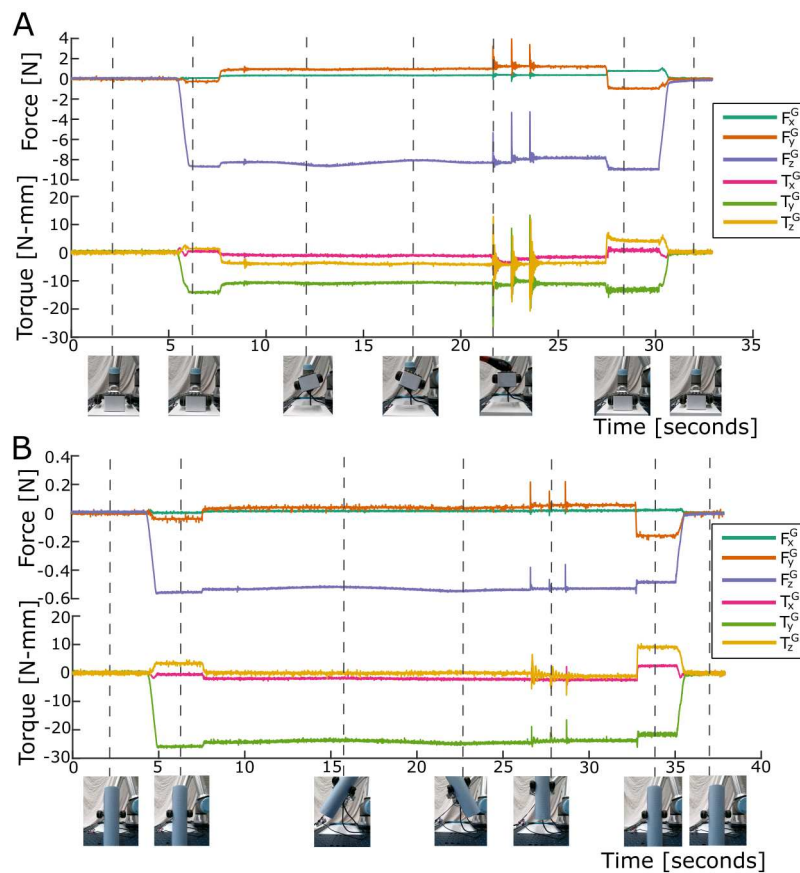 A
Force [N]
4
2
0
-2
-4
-6
-8
-10
Torque [N-mm]
20
10
0
-10
-20
-30
0
5
10
15
20
25
30
35
Time [seconds]
F_x^G
F_y^G
F_z^G
T_x^G
T_y^G
T_z^G
B
Force [N]
0.4
0.2
0
-0.2
-0.4
-0.6
Torque [N-mm]
20
10
0
-10
-20
-30
0
5
10
15
20
25
30
35
40
Time [seconds]
F_x^G
F_y^G
F_z^G
T_x^G
T_y^G
T_z^G